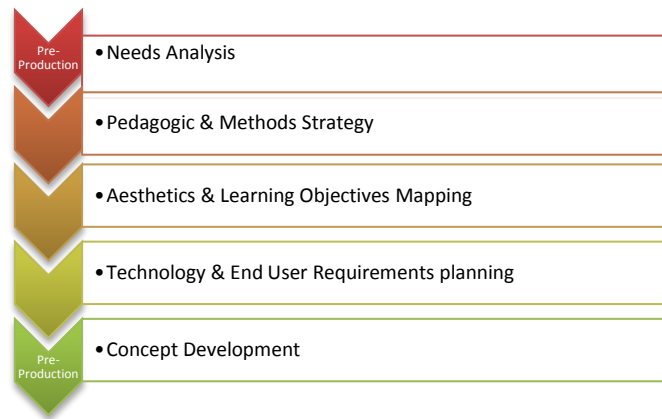 Pre-
Production
•Needs Analysis
•Pedagogic & Methods Strategy
•Aesthetics & Learning Objectives Mapping
•Technology & End User Requirements planning
Pre-
Production
•Concept Development